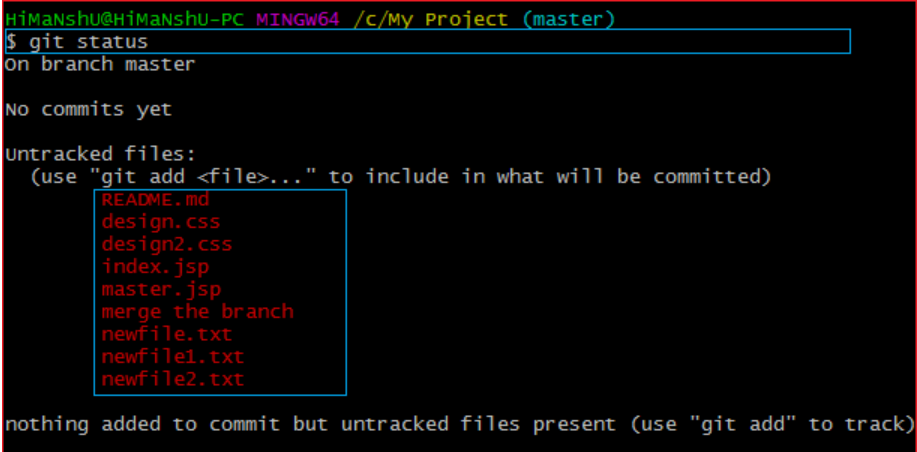 HiMaNshU@HiMaNshU-PC MINGW64 /c/My Project (master)
$ git status
On branch master
No commits yet
Untracked files:
(use "git add <file>..." to include in what will be committed)
README.md
design.css
design2.css
index.jsp
master.jsp
merge the branch
newfile.txt
newfile1.txt
newfile2.txt
nothing added to commit but untracked files present (use "git add" to track)